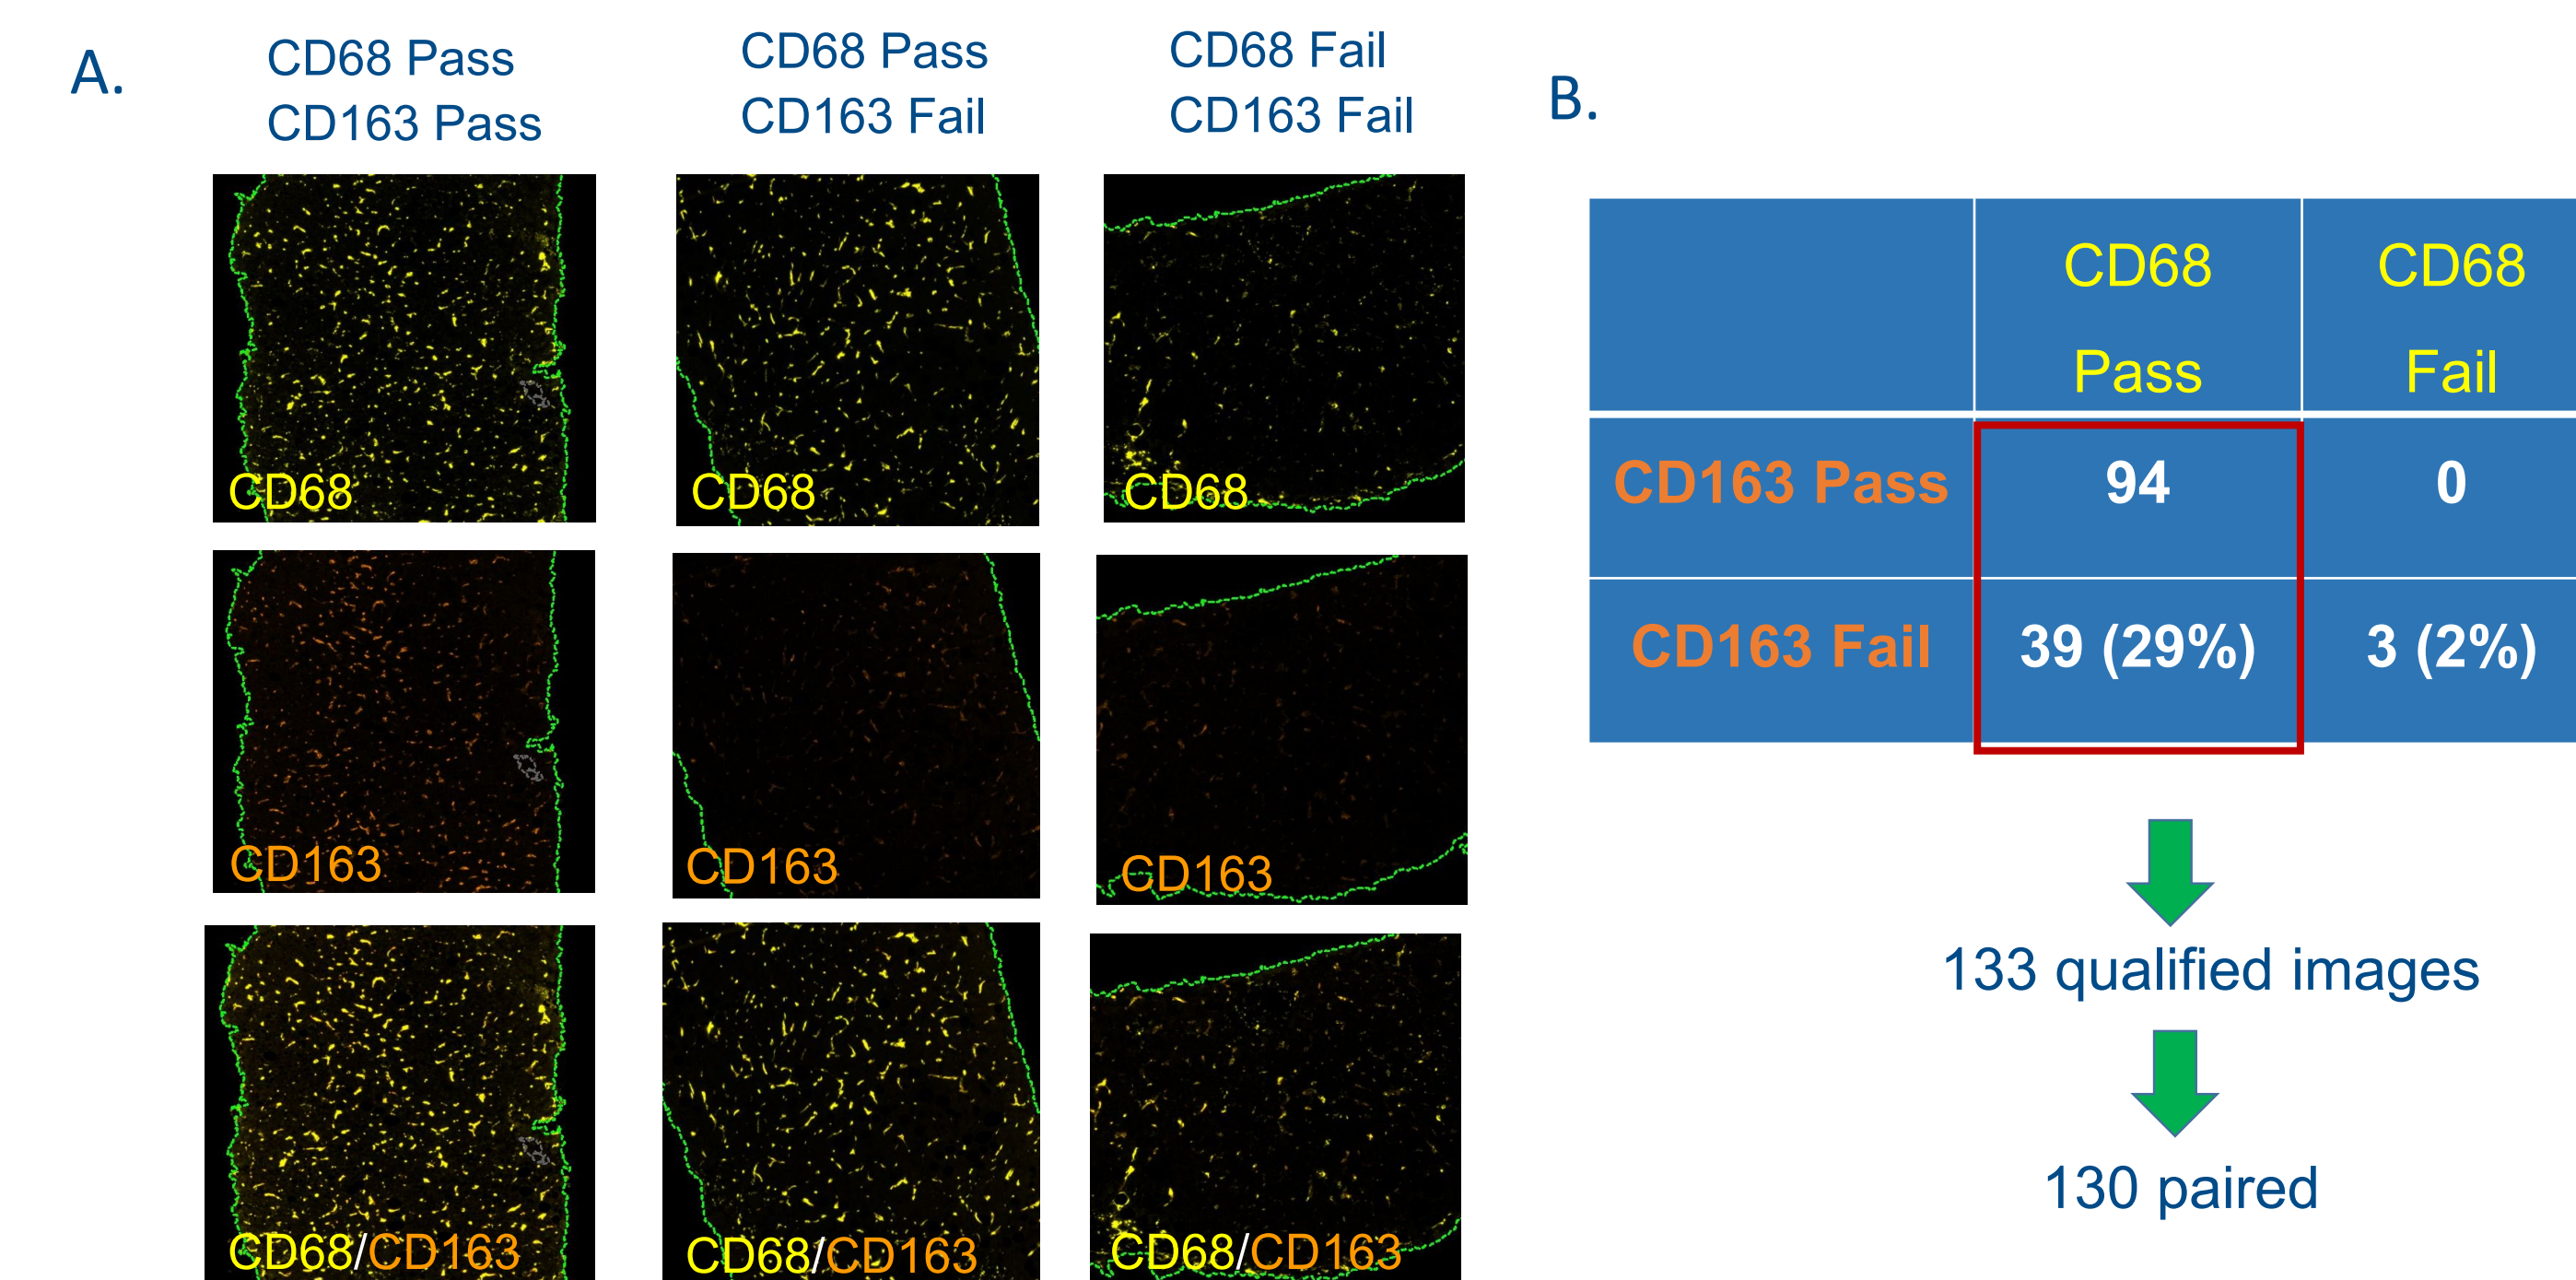 A.
CD68 Pass
CD163 Pass
CD68 Pass
CD163 Fail
CD68 Fail
CD163 Fail
CD68
CD68
CD68
CD163
CD163
CD163
CD68/CD163
CD68/CD163
CD68/CD163
B.
CD68 Pass
CD68 Fail
CD163 Pass
94
0
CD163 Fail
39 (29%)
3 (2%)
133 qualified images
130 paired